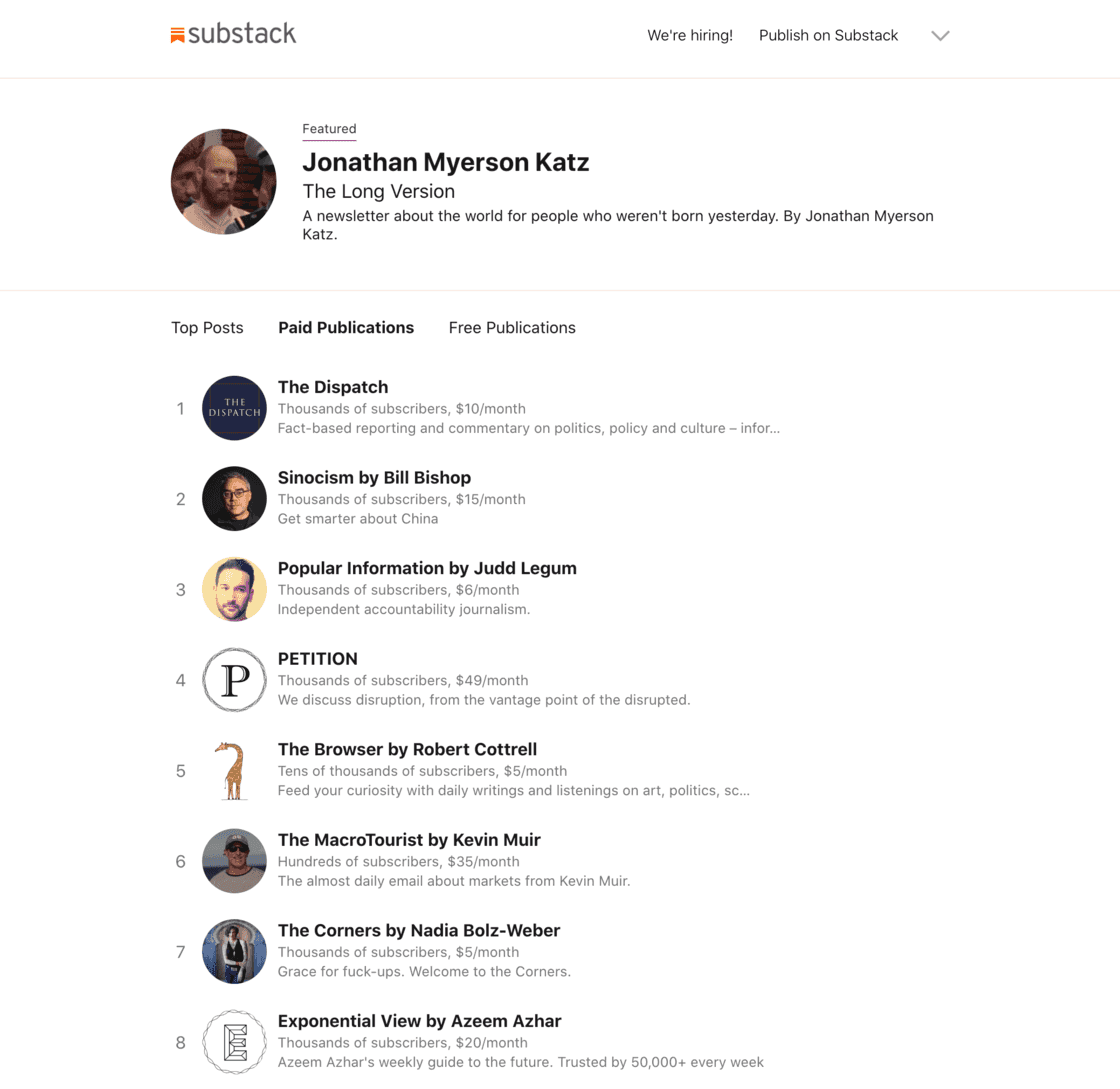 substack
We're hiring!
Publish on Substack
Featured
Jonathan Myerson Katz
The Long Version
A newsletter about the world for people who weren't born yesterday. By Jonathan Myerson
Katz.
Top Posts
Paid Publications
Free Publications
1
THE
DISPATCH
The Dispatch
Thousands of subscribers, $10/month
Fact-based reporting and commentary on politics, policy and culture – infor...
2
Sinocism by Bill Bishop
Thousands of subscribers, $15/month
Get smarter about China
3
Popular Information by Judd Legum
Thousands of subscribers, $6/month
Independent accountability journalism.
4
P
PETITION
Thousands of subscribers, $49/month
We discuss disruption, from the vantage point of the disrupted.
5
The Browser by Robert Cottrell
Tens of thousands of subscribers, $5/month
Feed your curiosity with daily writings and listenings on art, politics, sc...
6
The MacroTourist by Kevin Muir
Hundreds of subscribers, $35/month
The almost daily email about markets from Kevin Muir.
7
The Corners by Nadia Bolz-Weber
Thousands of subscribers, $5/month
Grace for fuck-ups. Welcome to the Corners.
8
E
Exponential View by Azeem Azhar
Thousands of subscribers, $20/month
Azeem Azhar's weekly guide to the future. Trusted by 50,000+ every week